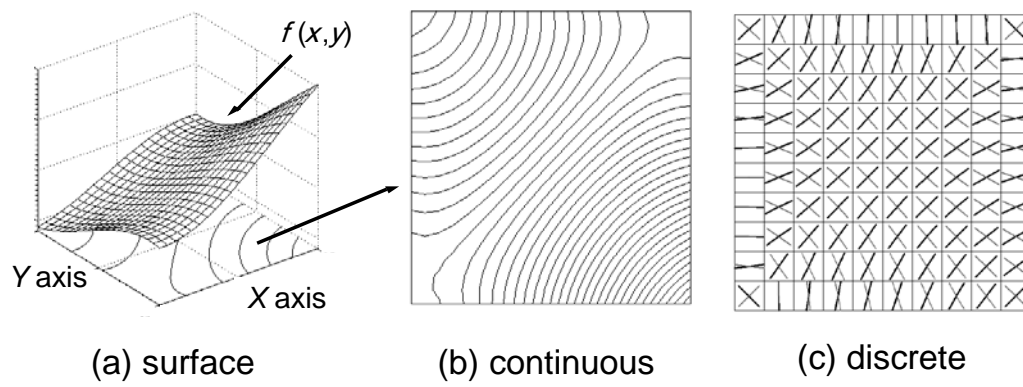 f (x,y)
Y axis
X axis
(a) surface
(b) continuous
(c) discrete